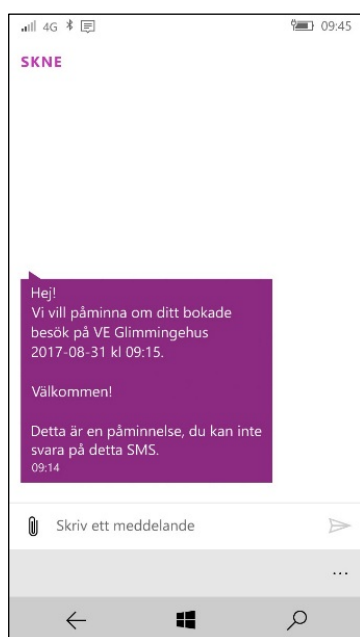 4G 09:45
SKNE
Hej!
Vi vill påminna om ditt bokade
besök på VE Glimmingehus
2017-08-31 kl 09:15.
Välkommen!
Detta är en påminnelse, du kan inte
svara på detta SMS.
09:14
Skriv ett meddelande
...